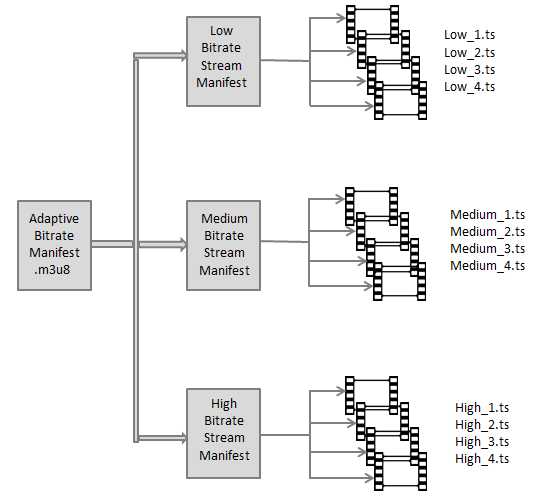 Adaptive
Bitrate
Manifest
.m3u8
Low
Bitrate
Stream
Manifest
Low_1.ts
Low_2.ts
Low_3.ts
Low_4.ts
Medium
Bitrate
Stream
Manifest
Medium_1.ts
Medium_2.ts
Medium_3.ts
Medium_4.ts
High
Bitrate
Stream
Manifest
High_1.ts
High_2.ts
High_3.ts
High_4.ts